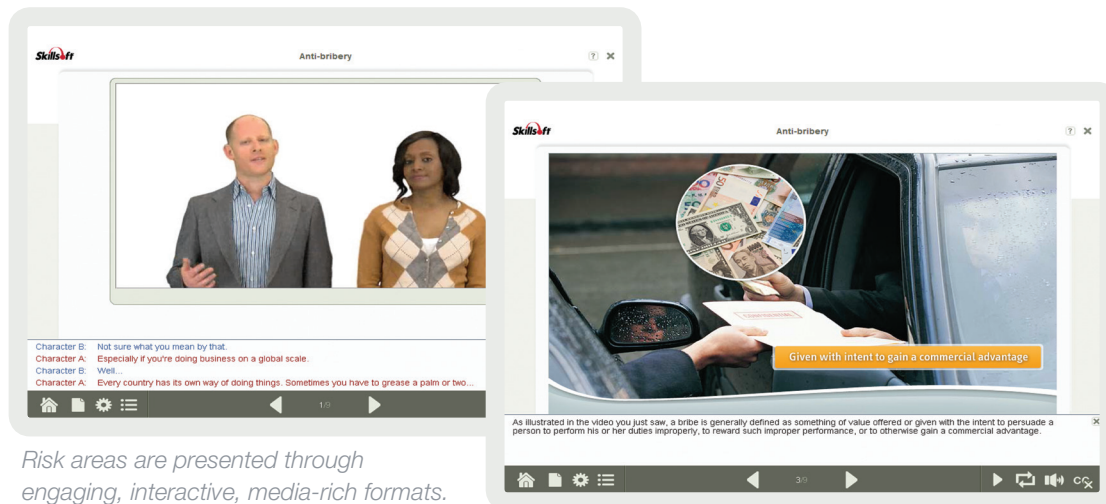 Skillsoft
Anti-bribery
?
Character B: Not sure what you mean by that.
Character A: Especially if you're doing business on a global scale.
Character B: Well...
Character A: Every country has its own way of doing things. Sometimes you have to grease a palm or two...
1/9
Risk areas are presented through
engaging, interactive, media-rich formats.
Skillsoft
Anti-bribery
?
CONFIDENTIAL
Given with intent to gain a commercial advantage
As illustrated in the video you just saw, a bribe is generally defined as something of value offered or given with the intent to persuade a
person to perform his or her duties improperly, to reward such improper performance, or to otherwise gain a commercial advantage.
3/9
CC